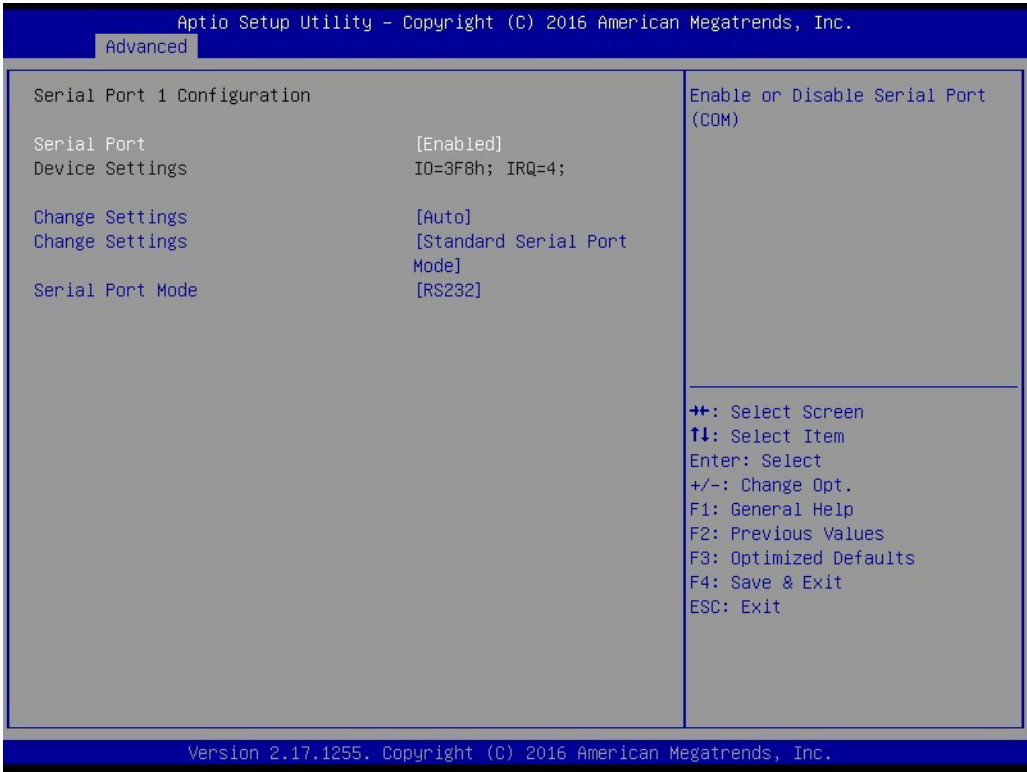 Aptio Setup Utility – Copyright (C) 2016 American Megatrends, Inc.
Advanced
Serial Port 1 Configuration
Serial Port [Enabled]
Device Settings IO=3F8h; IRQ=4;
Change Settings [Auto]
Change Settings [Standard Serial Port
Mode]
Serial Port Mode [RS232]
Enable or Disable Serial Port
(COM)
→←: Select Screen
↑↓: Select Item
Enter: Select
+/-: Change Opt.
F1: General Help
F2: Previous Values
F3: Optimized Defaults
F4: Save & Exit
ESC: Exit
Version 2.17.1255. Copyright (C) 2016 American Megatrends, Inc.